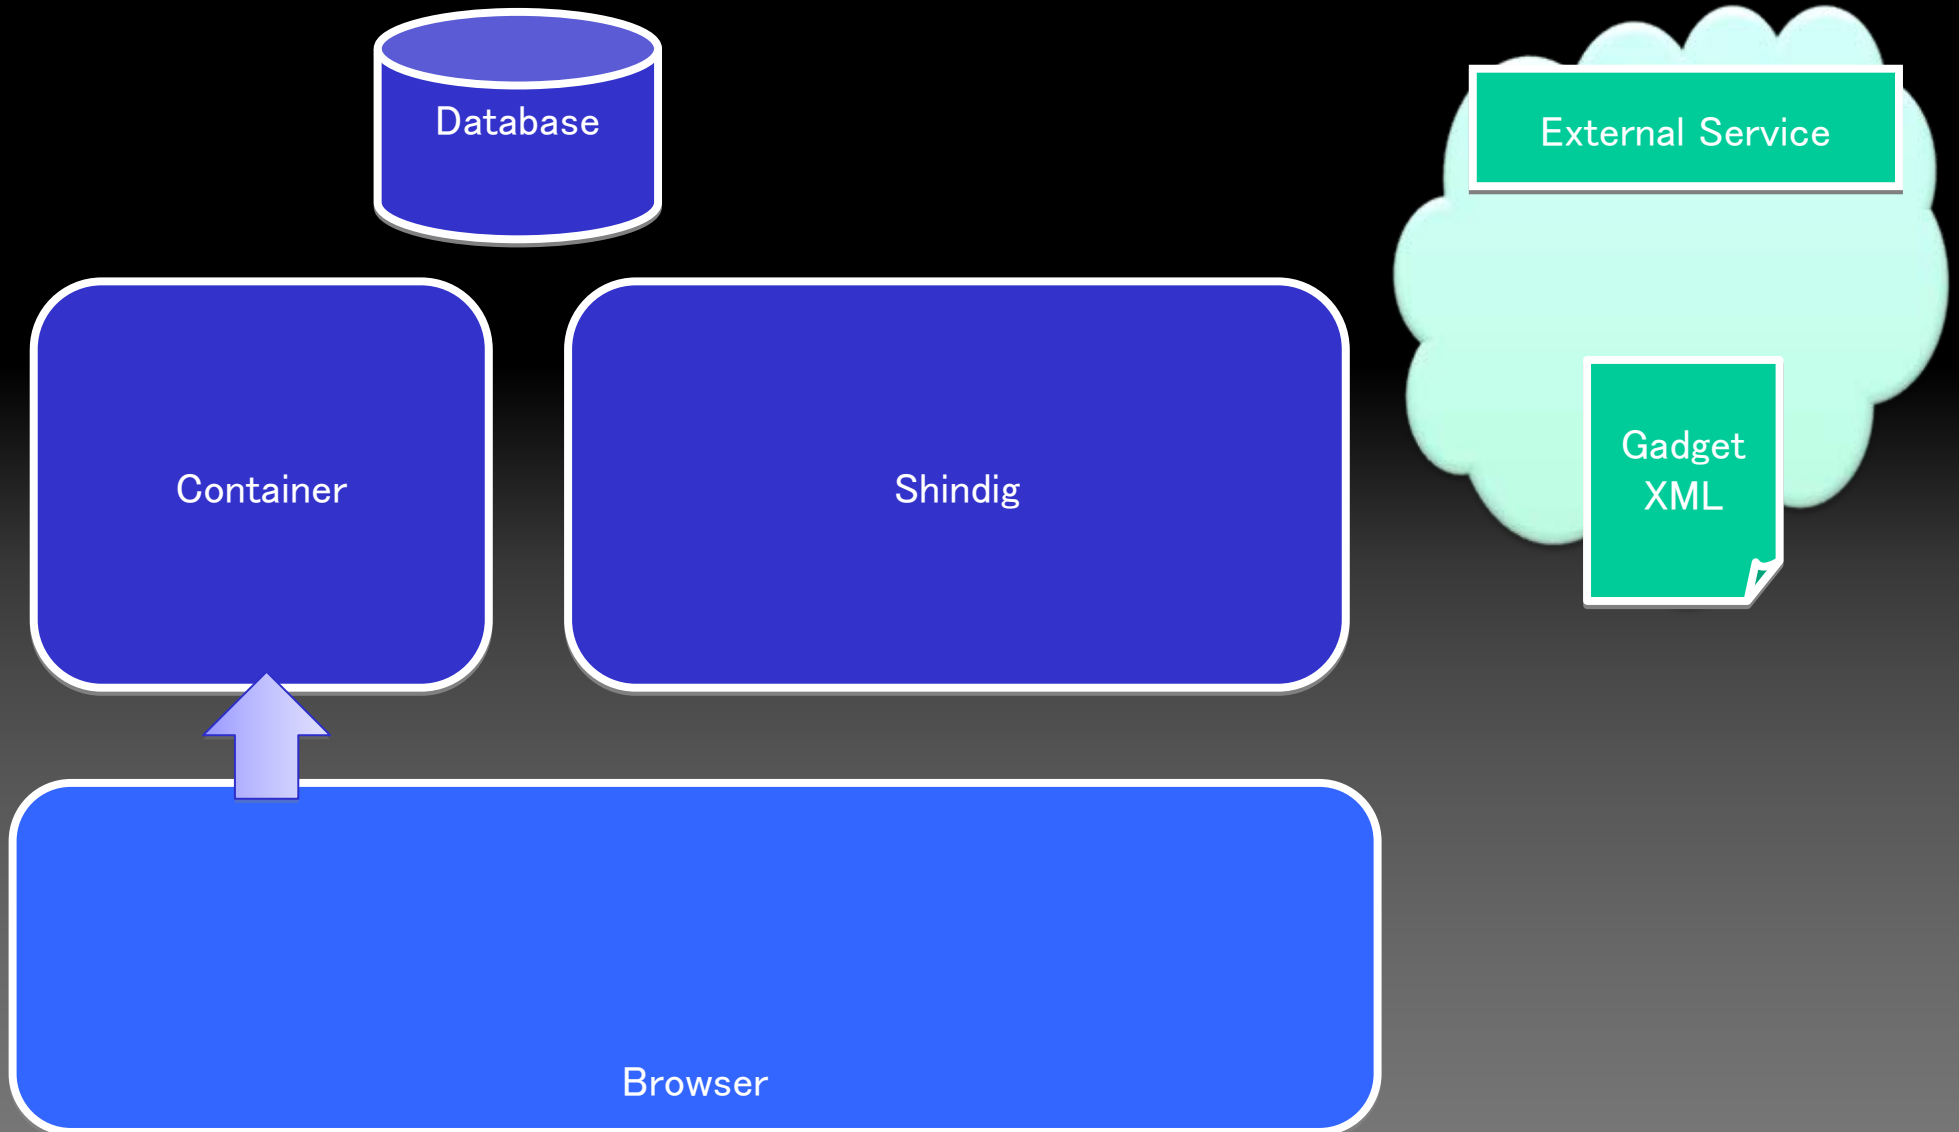 Database
External Service
Container
Shindig
Gadget
XML
Browser